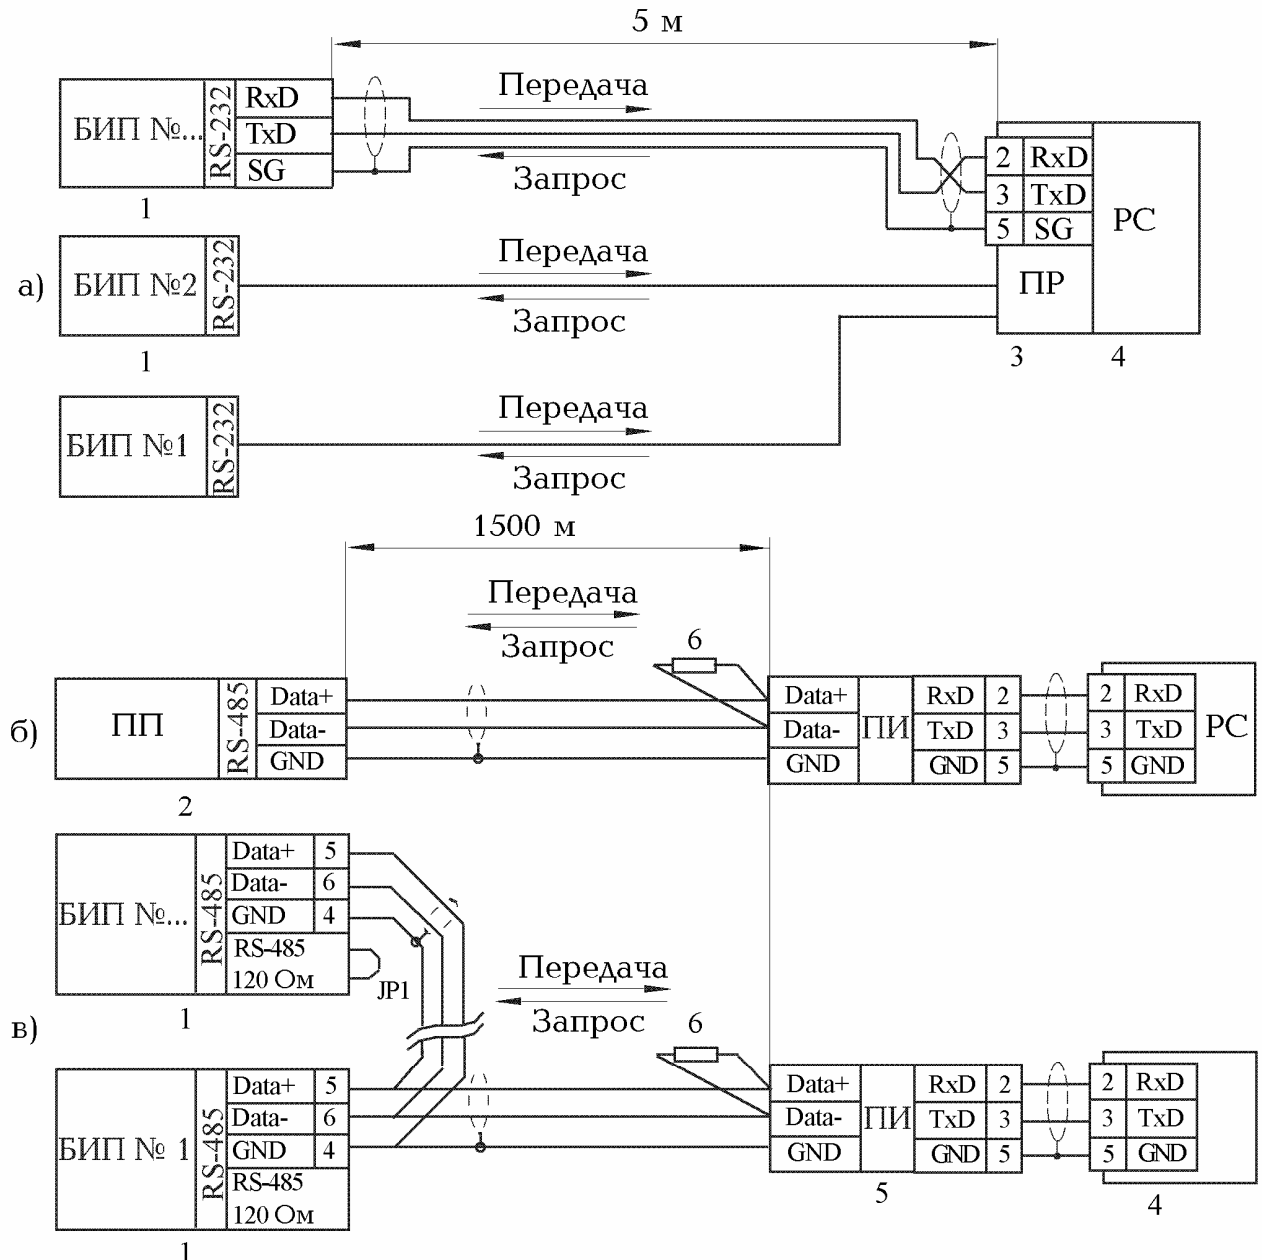 5 м
Передача
БИП №...
RS-232
RxD
TxD
SG
Запрос
2 RxD
3 TxD
5 SG
PC
ПР
1
а)
БИП №2
RS-232
Передача
Запрос
3
4
1
БИП №1
RS-232
Передача
Запрос
1500 м
Передача
Запрос
6
б)
ПП
RS-485
Data+
Data-
GND
Data+
Data-
GND
ПИ
RxD 2
TxD 3
GND 5
2 RxD
3 TxD
5 GND
PC
2
БИП №...
RS-485
Data+ 5
Data- 6
GND 4
RS-485
120 Ом
JP1
1
Передача
Запрос
6
в)
БИП № 1
RS-485
Data+ 5
Data- 6
GND 4
RS-485
120 Ом
Data+
Data-
GND
ПИ
RxD 2
TxD 3
GND 5
2 RxD
3 TxD
5 GND
5
4
1